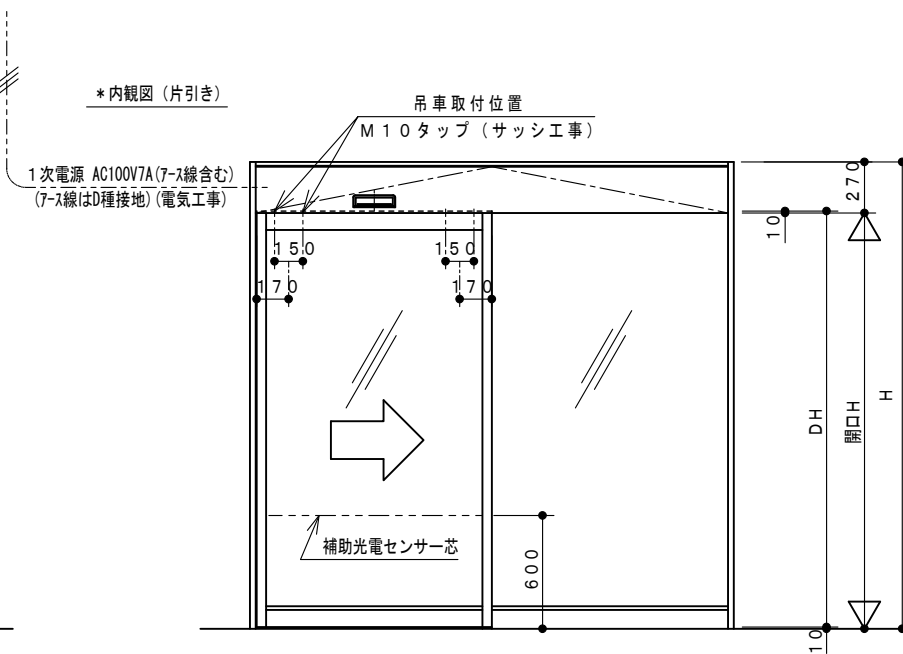 *内観図（片引き）
吊車取付位置
Ｍ１０タップ（サッシ工事）
1次電源 AC100V7A(ｱｰｽ線含む)
(ｱｰｽ線はD種接地)(電気工事)
270
10
150
150
170
170
DH
開口H
H
補助光電センサー芯
600
10